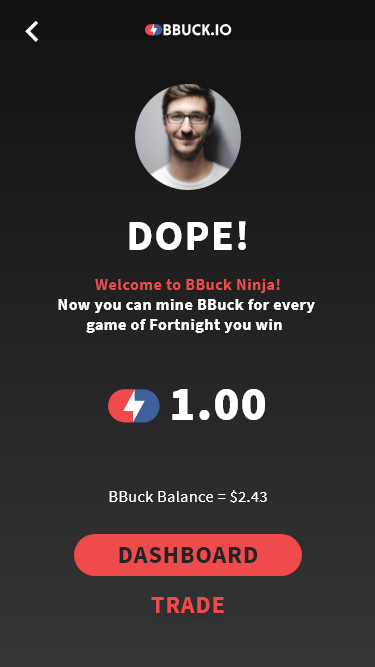 BBUCK.IO
DOPE!
Welcome to BBuck Ninja!
Now you can mine BBuck for every
game of Fortnight you win
1.00
BBuck Balance = $2.43
DASHBOARD
TRADE